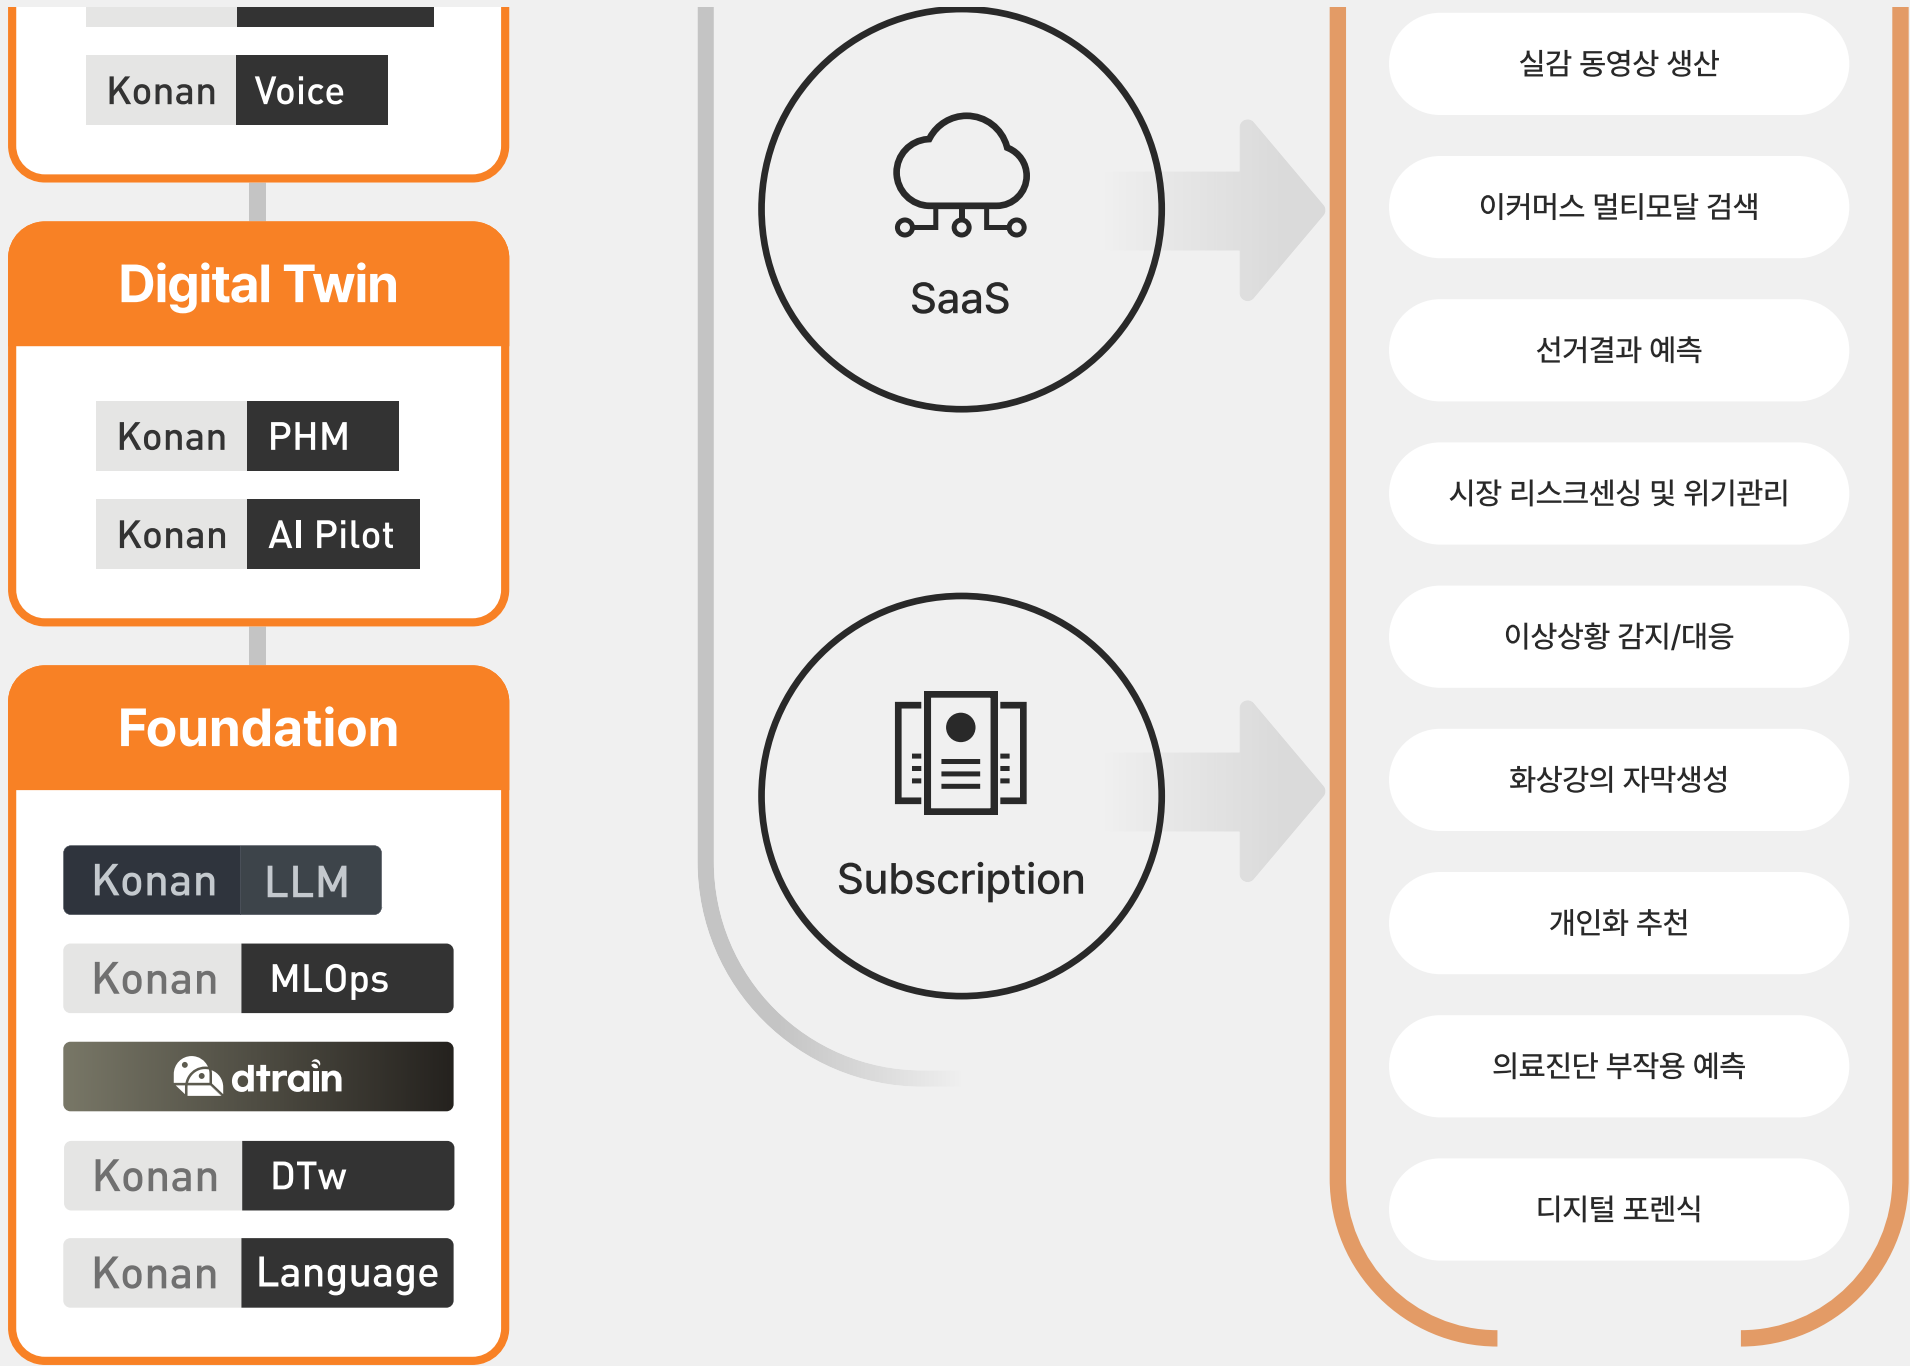 Konan Voice
Digital Twin
Konan PHM
Konan AI Pilot
Foundation
Konan LLM
Konan MLOps
dtrain
Konan DTw
Konan Language
SaaS
Subscription
실감 동영상 생산
이커머스 멀티모달 검색
선거결과 예측
시장 리스크센싱 및 위기관리
이상상황 감지/대응
화상강의 자막생성
개인화 추천
의료진단 부작용 예측
디지털 포렌식